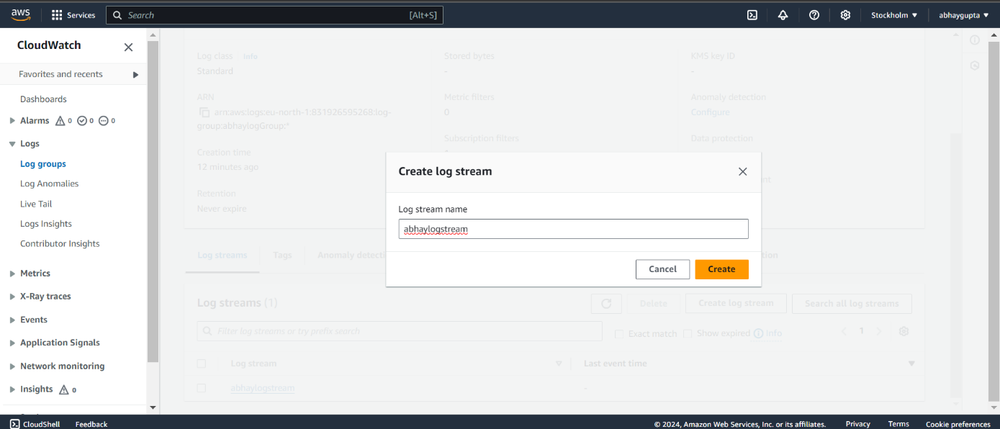 aws Services Search [Alt+S] Stockholm ▼ abhaygupta ▼
CloudWatch
Favorites and recents
Dashboards
Alarms 0 0 0
Logs
Log groups
Log Anomalies
Live Tail
Logs Insights
Contributor Insights
Metrics
X-Ray traces
Events
Application Signals
Network monitoring
Insights 0
Log class Info
Standard
ARN
arn:aws:logs:eu-north-1:831926595268:log-
group:abhaylogGroup:*
Creation time
12 minutes ago
Retention
Never expire
Stored bytes
-
Metric filters
0
Subscription filters
KMS key ID
-
Anomaly detection
Configure
Data protection
Create log stream
Log stream name
abhaylogstream
Cancel Create
Log streams Tags Anomaly detecti
Log streams (1) Delete Create log stream Search all log streams
Filter log streams or try prefix search Exact match Show expired Info 1
Log stream Last event time
abhaylogstream -
CloudShell Feedback © 2024, Amazon Web Services, Inc. or its affiliates. Privacy Terms Cookie preferences